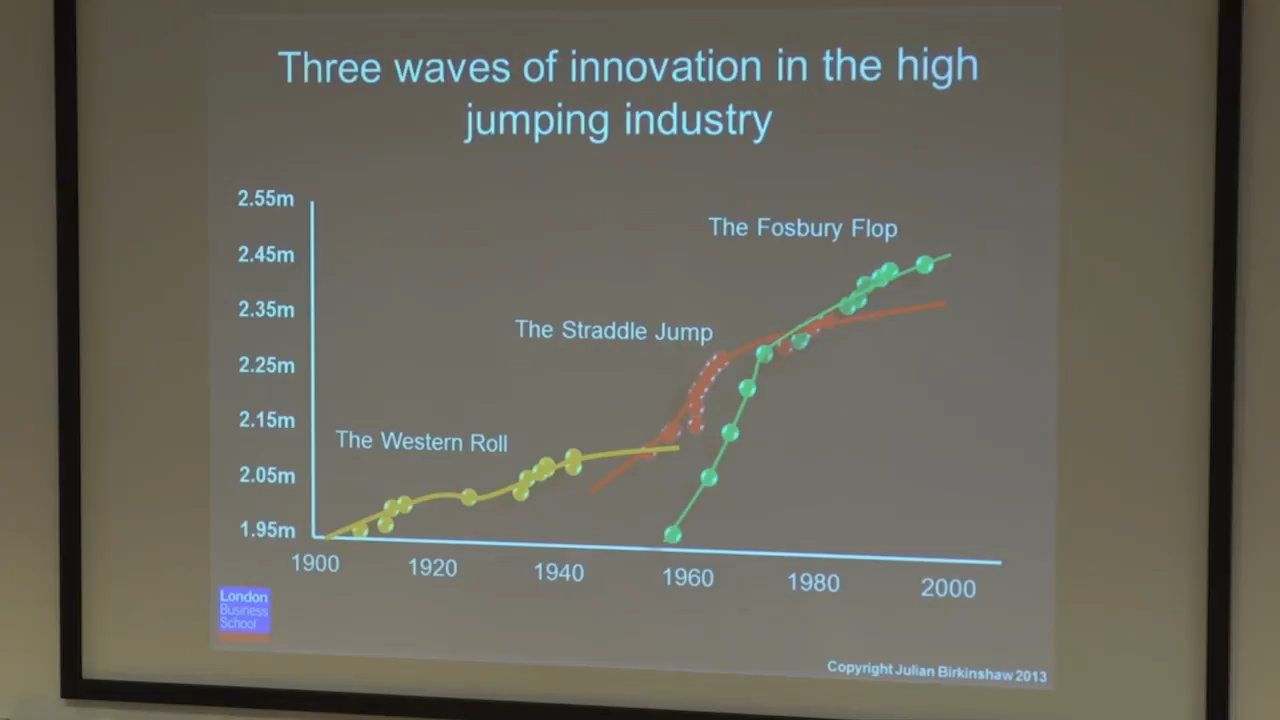 Three waves of innovation in the high
jumping industry
2.55m
2.45m
2.35m
2.25m
2.15m
2.05m
1.95m
The Fosbury Flop
The Straddle Jump
The Western Roll
1900 1920 1940 1960 1980 2000
London
Business
School
Copyright Julian Birkinshaw 2013